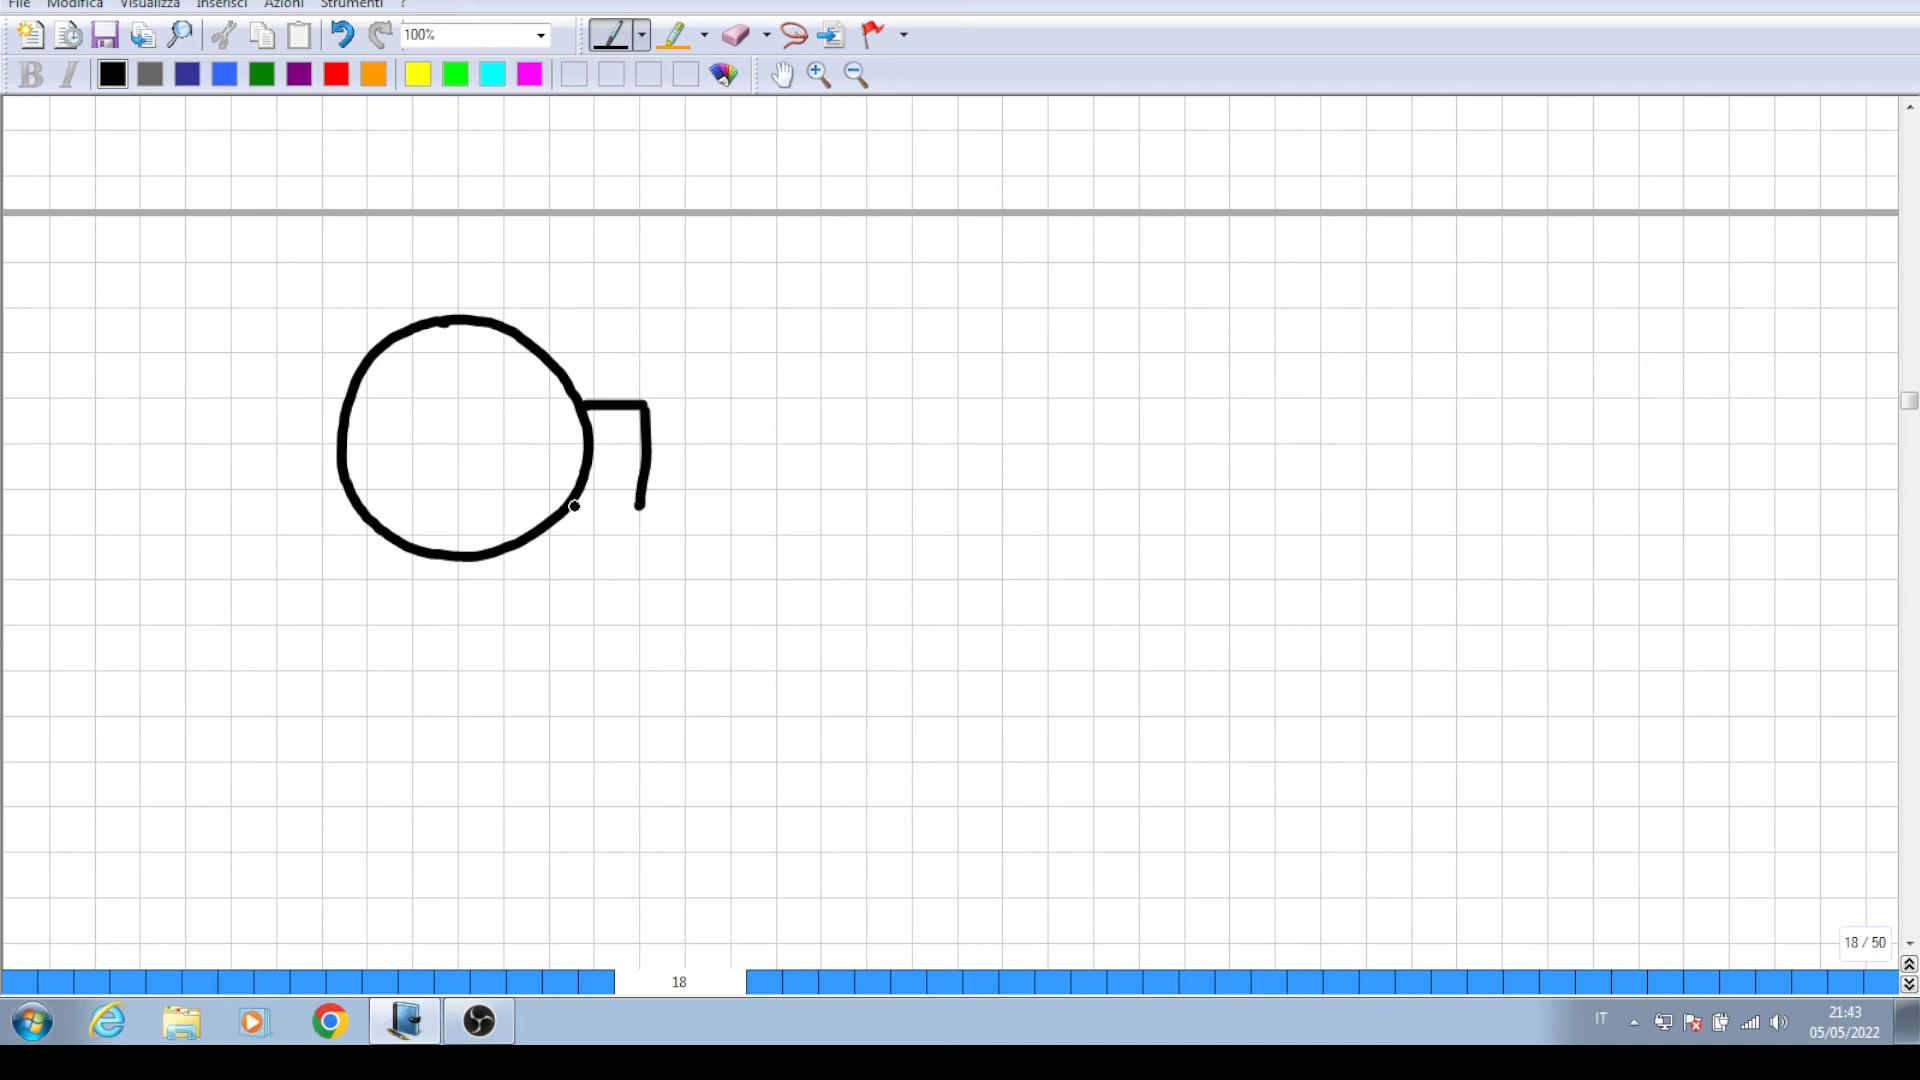 File Modifica Visualizza Inserisci Azioni Strumenti ?
100%
B I
18 / 50
18
IT
21:43
05/05/2022